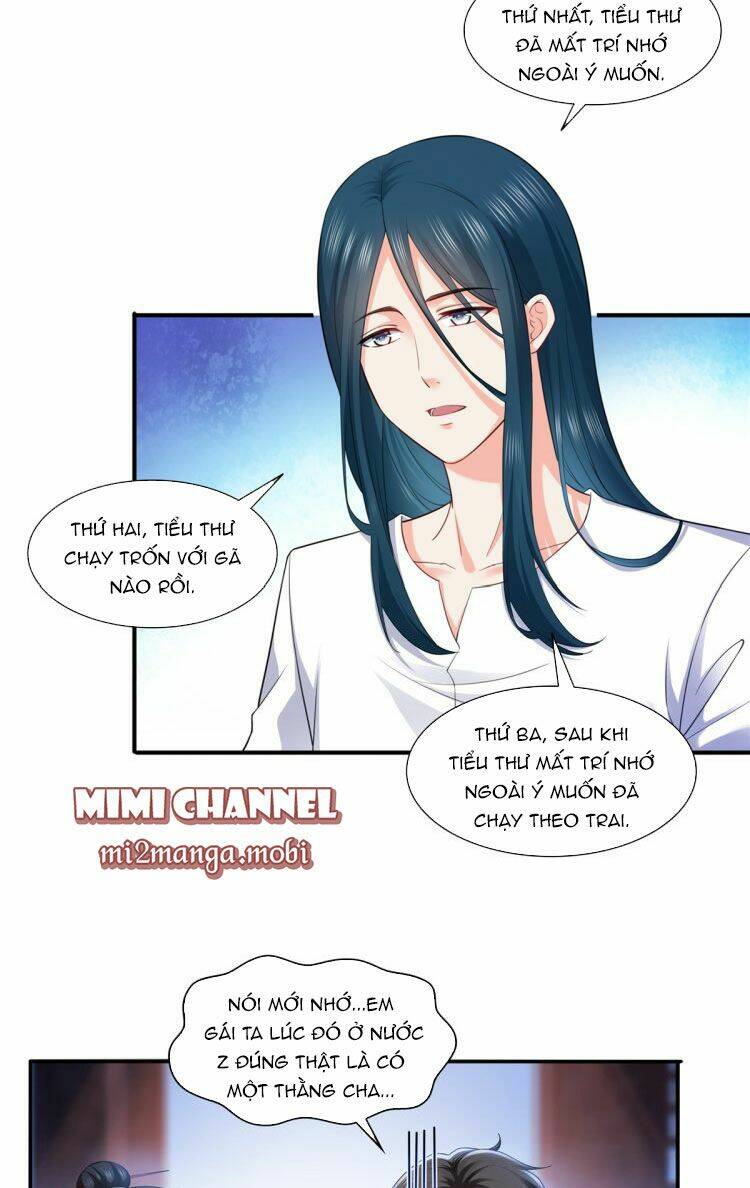 THỨ NHẤT, TIỂU THƯ
ĐÃ MẤT TRÍ NHỚ
NGOÀI Ý MUỐN.
THỨ HAI, TIỂU THƯ
CHẠY TRỐN VỚI GÃ
NÀO RỒI.
THỨ BA, SAU KHI
TIỂU THƯ MẤT TRÍ NHỚ
NGOÀI Ý MUỐN ĐÃ
CHẠY THEO TRAI.
MIMI CHANNEL
mi2manga.mobi
NÓI MỚI NHỚ...EM
GÁI TA LÚC ĐÓ Ở NƯỚC
Z ĐÚNG THẬT LÀ CÓ
MỘT THẰNG CHA...